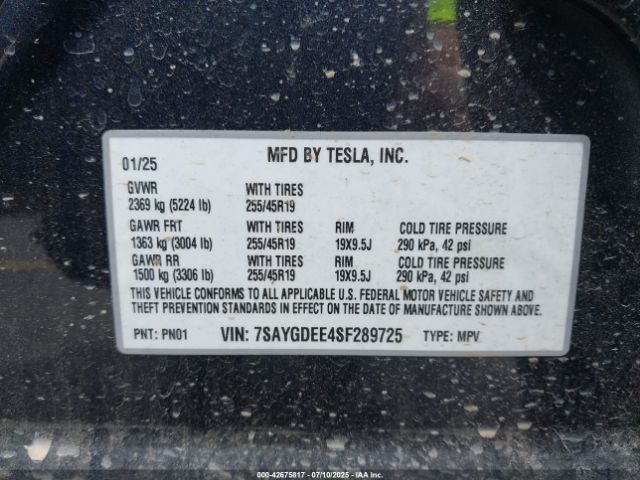 01/25 MFD BY TESLA, INC.
GVWR WITH TIRES
2369 kg (5224 lb) 255/45R19
GAWR FRT WITH TIRES RIM COLD TIRE PRESSURE
1363 kg (3004 lb) 255/45R19 19X9.5J 290 kPa, 42 psi
GAWR RR WITH TIRES RIM COLD TIRE PRESSURE
1500 kg (3306 lb) 255/45R19 19X9.5J 290 kPa, 42 psi
THIS VEHICLE CONFORMS TO ALL APPLICABLE U.S. FEDERAL MOTOR VEHICLE SAFETY AND
THEFT PREVENTION STANDARDS IN EFFECT ON THE DATE OF MANUFACTURE SHOWN ABOVE.
PNT: PN01 VIN: 7SAYGDEE4SF289725 TYPE: MPV
000-42675817 - 07/10/2025 - IAA Inc.